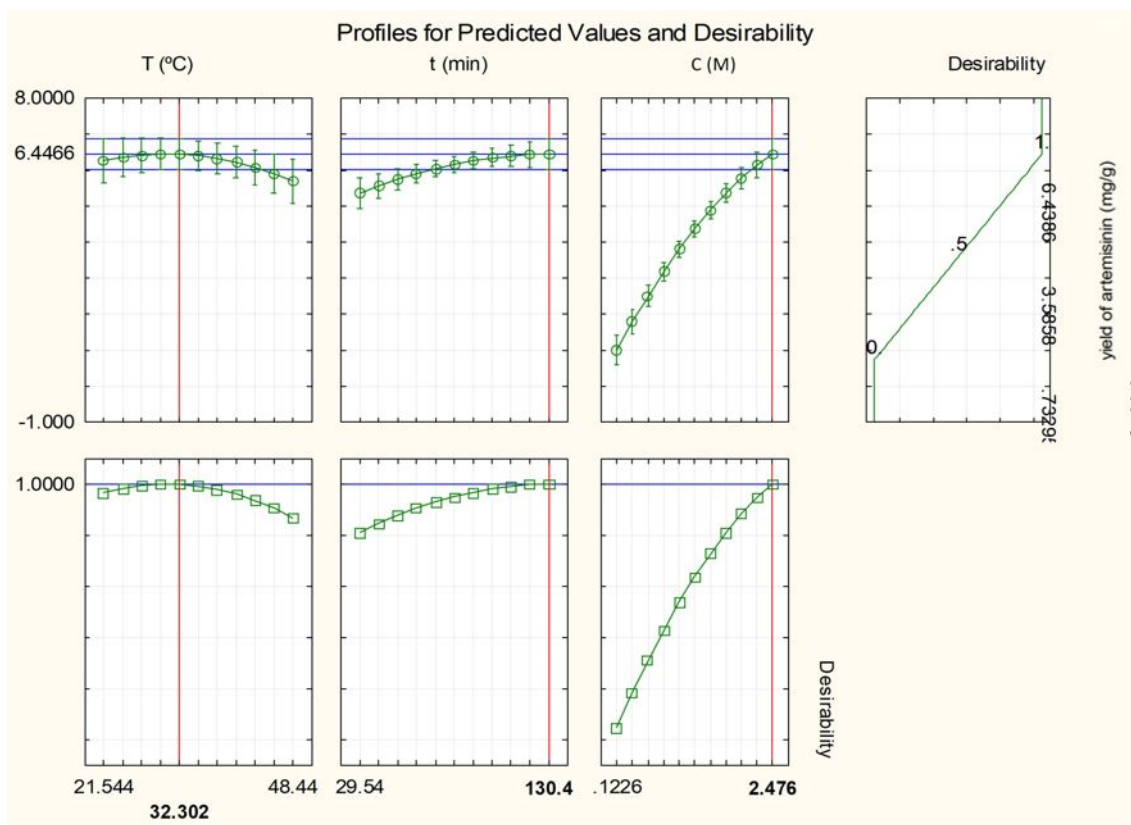 Profiles for Predicted Values and Desirability
T (ºC)
t (min)
C (M)
Desirability
8.0000
6.4466
-1.000
1.
.5
0.
6.4386
3.5858
yield of artemisinin (mg/g)
1.0000
Desirability
21.544
48.44
32.302
29.54
130.4
.1226
2.476